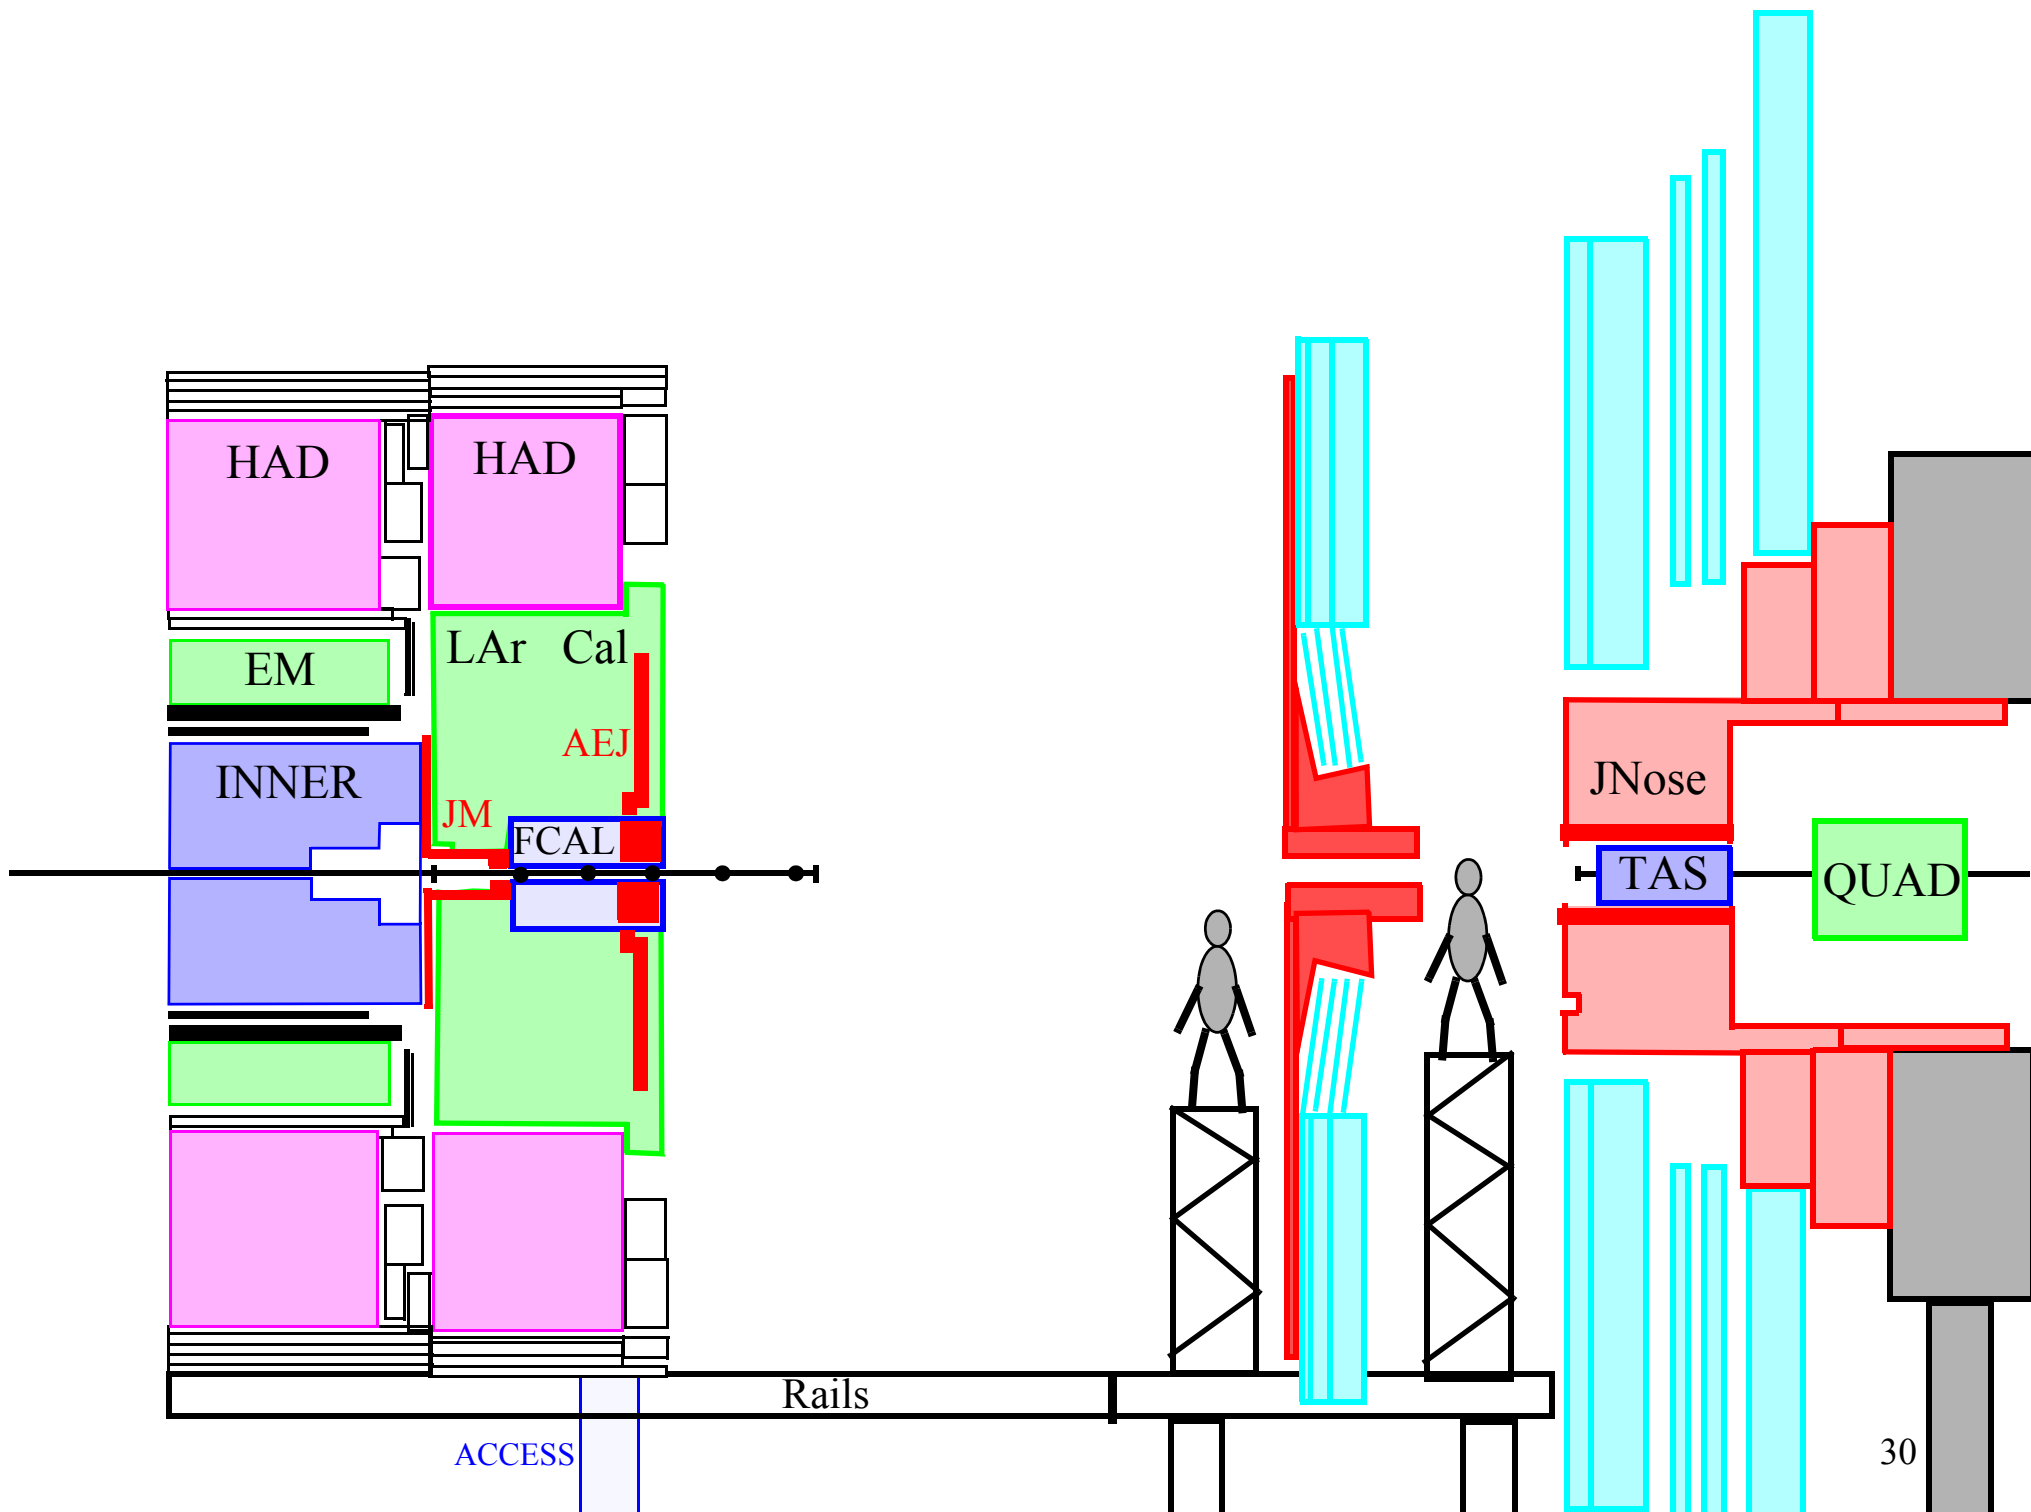 HAD HAD
LAr Cal
EM
AEJ
INNER
JNose
JM
FCAL
TAS
QUAD
Rails
ACCESS
30